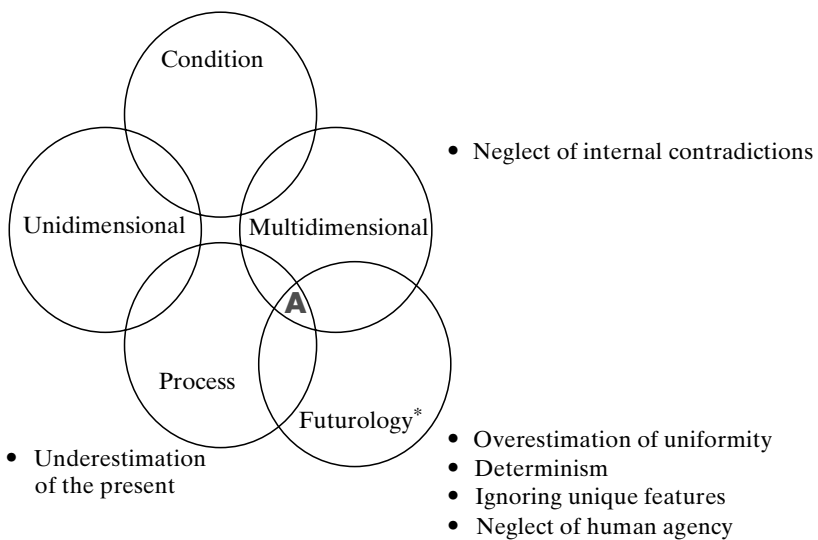 Condition
• Neglect of internal contradictions
Unidimensional
Multidimensional
A
Process
Futurology*
• Underestimation
of the present
• Overestimation of uniformity
• Determinism
• Ignoring unique features
• Neglect of human agency